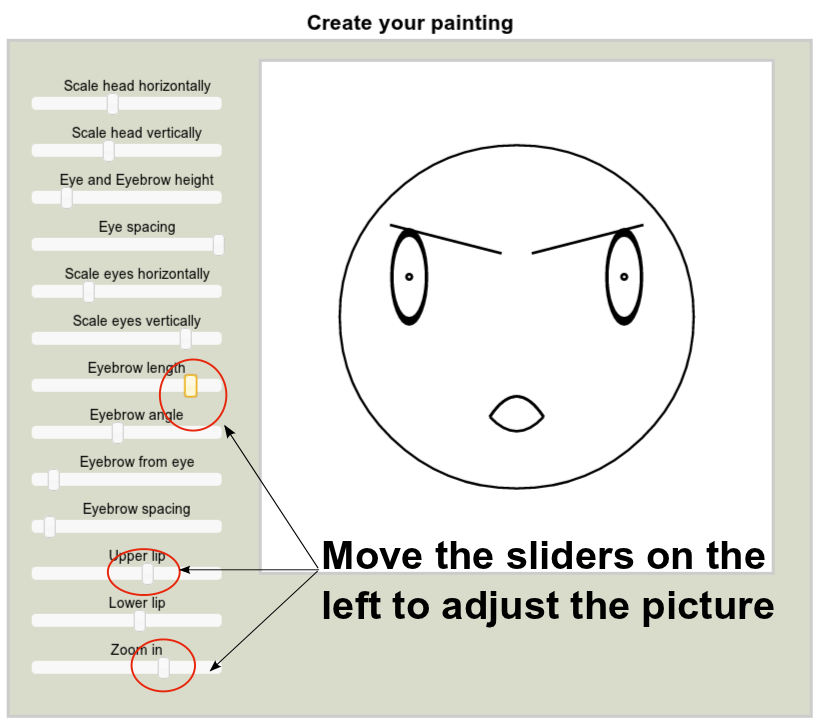 Create your painting
Scale head horizontally
Scale head vertically
Eye and Eyebrow height
Eye spacing
Scale eyes horizontally
Scale eyes vertically
Eyebrow length
Eyebrow angle
Eyebrow from eye
Eyebrow spacing
Upper lip
Lower lip
Zoom in
Move the sliders on the
left to adjust the picture